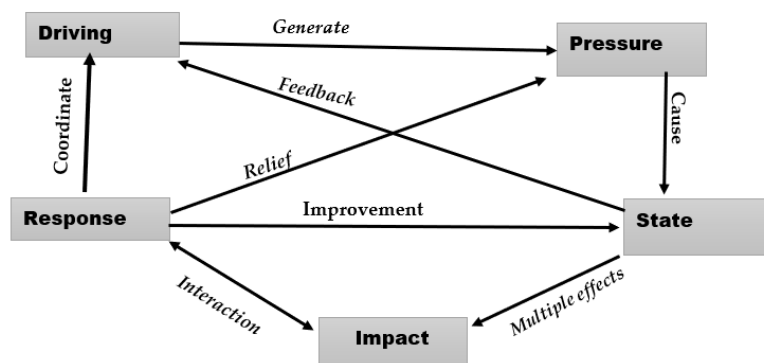 Driving
Generate
Pressure
Feedback
Coordinate
Cause
Relief
Response
Improvement
State
Interaction
Multiple effects
Impact